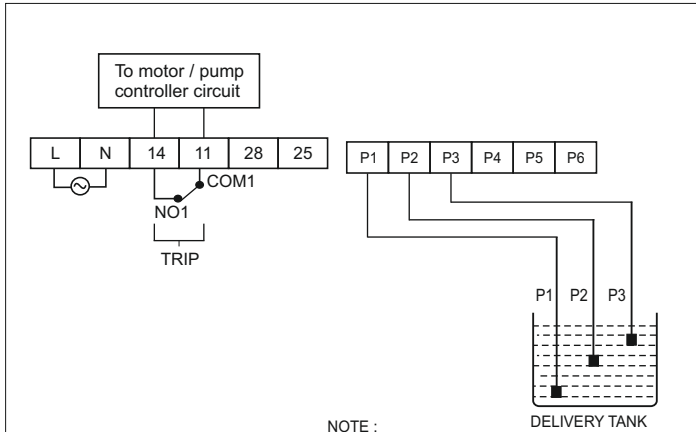 To motor / pump
controller circuit
L N 14 11 28 25
P1 P2 P3 P4 P5 P6
COM1
NO1
TRIP
P1 P2 P3
NOTE :
DELIVERY TANK